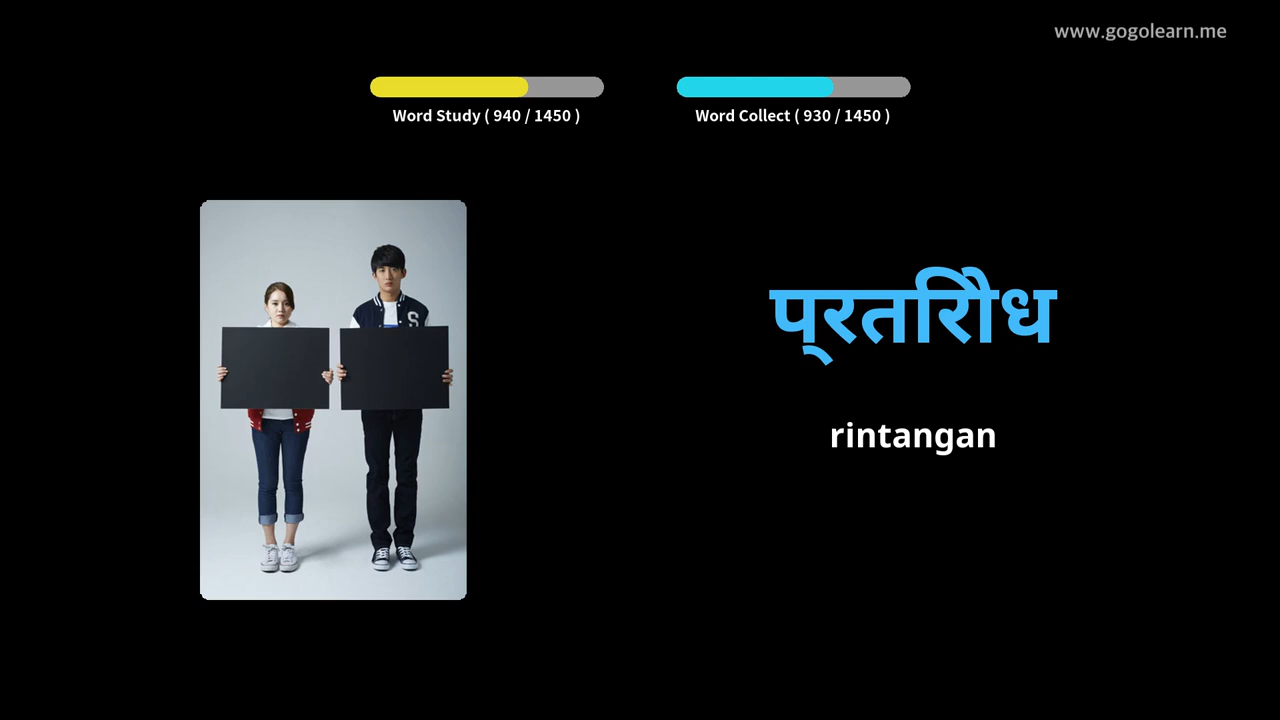 www.gogolearn.me
Word Study ( 940 / 1450 )
Word Collect ( 930 / 1450 )
S
प्रतिरोध
rintangan